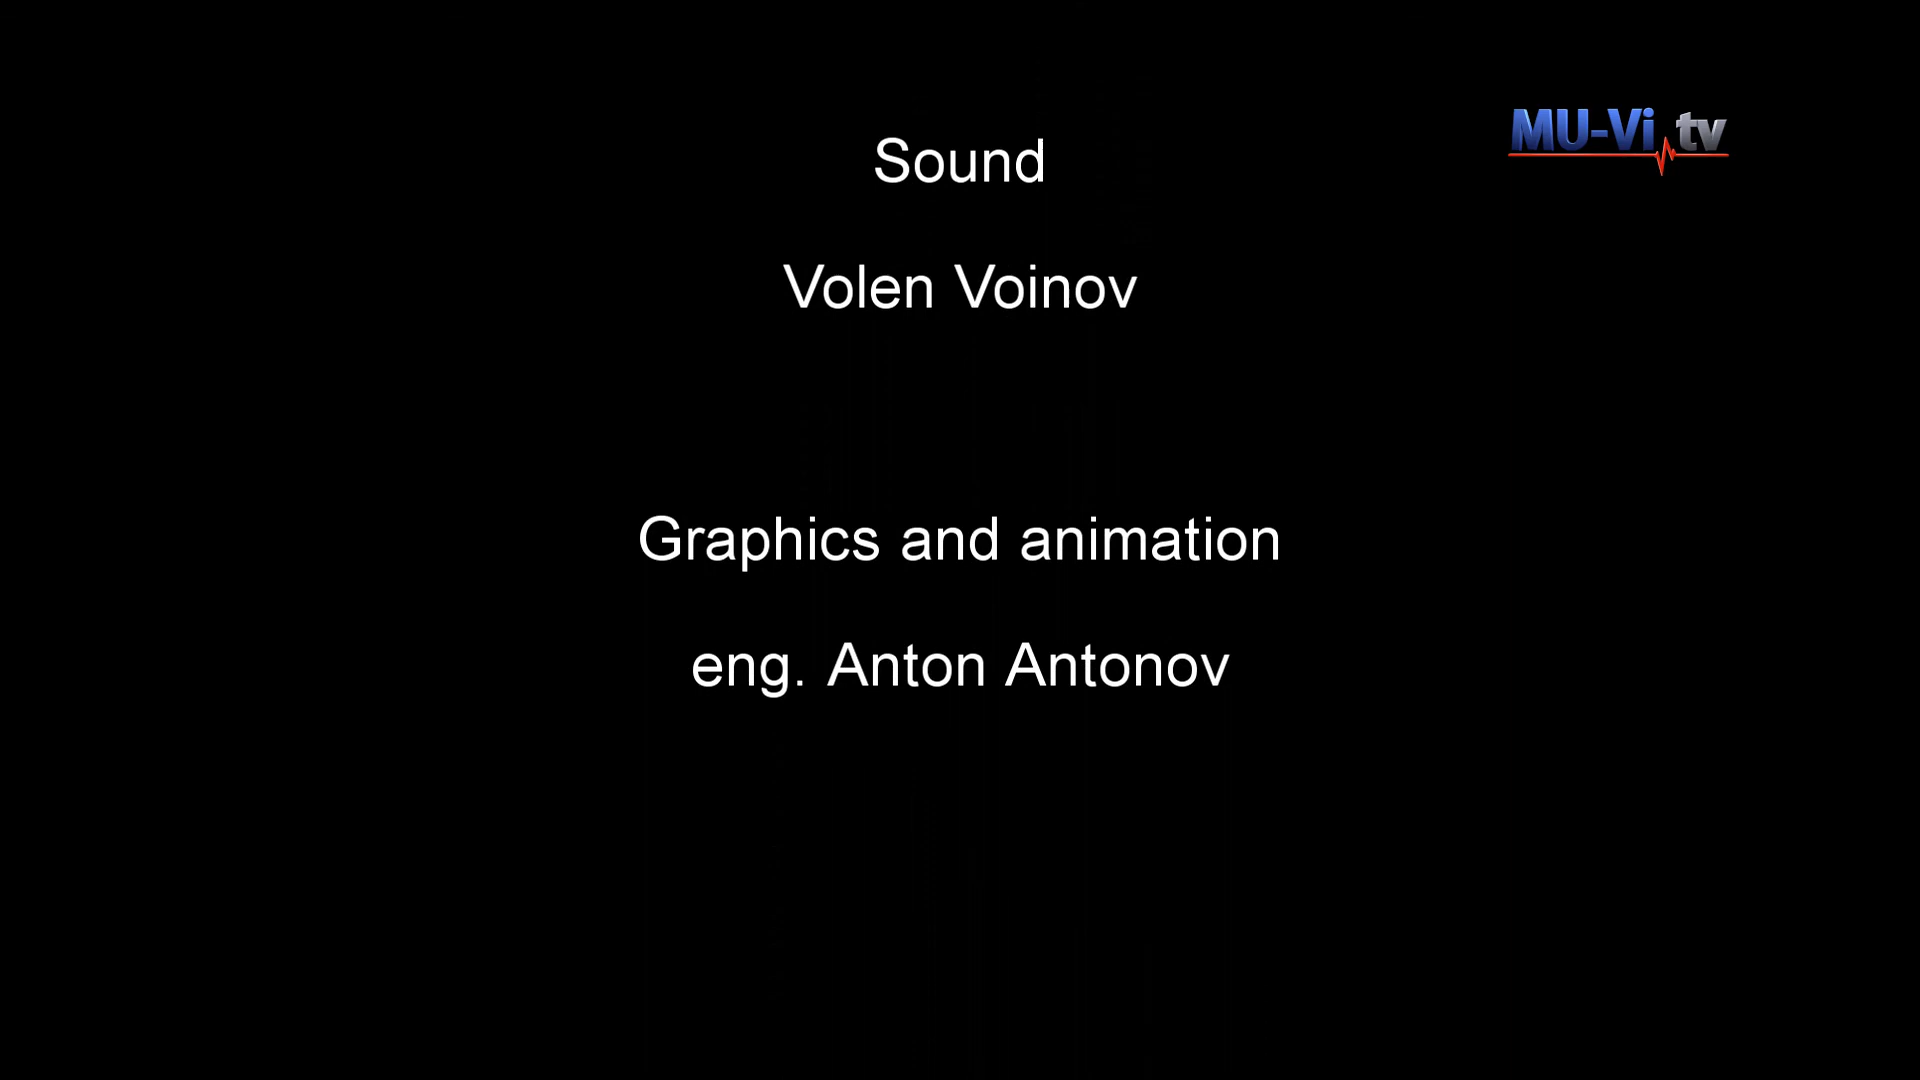 MU-Vi.tv
Sound
Volen Voinov
Graphics and animation
eng. Anton Antonov